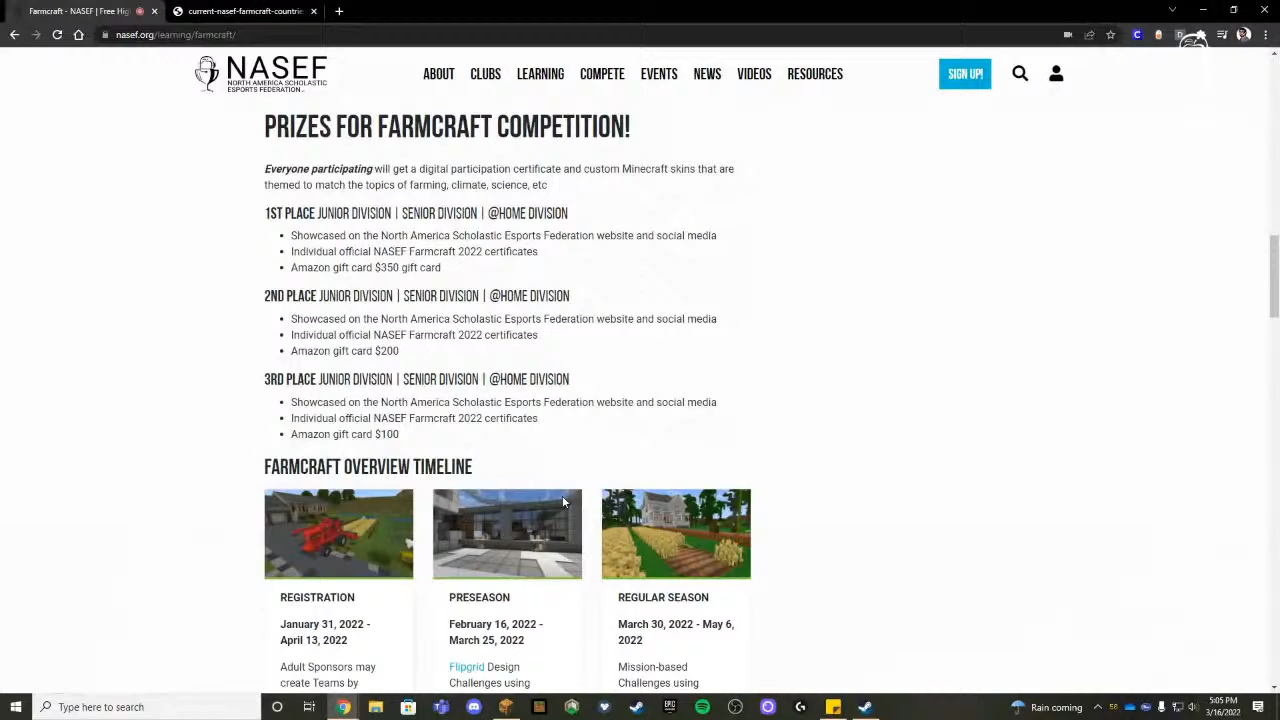 Farmcraft - NASEF | Free Hig
current-nasef-farmcraft-countrie
nasef.org/learning/farmcraft/
NASEF
NORTH AMERICA SCHOLASTIC
ESPORTS FEDERATION
ABOUT CLUBS LEARNING COMPETE EVENTS NEWS VIDEOS RESOURCES
SIGN UP!
PRIZES FOR FARMCRAFT COMPETITION!
Everyone participating will get a digital participation certificate and custom Minecraft skins that are
themed to match the topics of farming, climate, science, etc
1ST PLACE JUNIOR DIVISION | SENIOR DIVISION | @HOME DIVISION
• Showcased on the North America Scholastic Esports Federation website and social media
• Individual official NASEF Farmcraft 2022 certificates
• Amazon gift card $350 gift card
2ND PLACE JUNIOR DIVISION | SENIOR DIVISION | @HOME DIVISION
• Showcased on the North America Scholastic Esports Federation website and social media
• Individual official NASEF Farmcraft 2022 certificates
• Amazon gift card $200
3RD PLACE JUNIOR DIVISION | SENIOR DIVISION | @HOME DIVISION
• Showcased on the North America Scholastic Esports Federation website and social media
• Individual official NASEF Farmcraft 2022 certificates
• Amazon gift card $100
FARMCRAFT OVERVIEW TIMELINE
REGISTRATION
January 31, 2022 -
April 13, 2022
Adult Sponsors may
create Teams by
PRESEASON
February 16, 2022 -
March 25, 2022
Flipgrid Design
Challenges using
REGULAR SEASON
March 30, 2022 - May 6,
2022
Mission-based
Challenges using
Type here to search
Rain coming
58
5:05 PM
3/16/2022